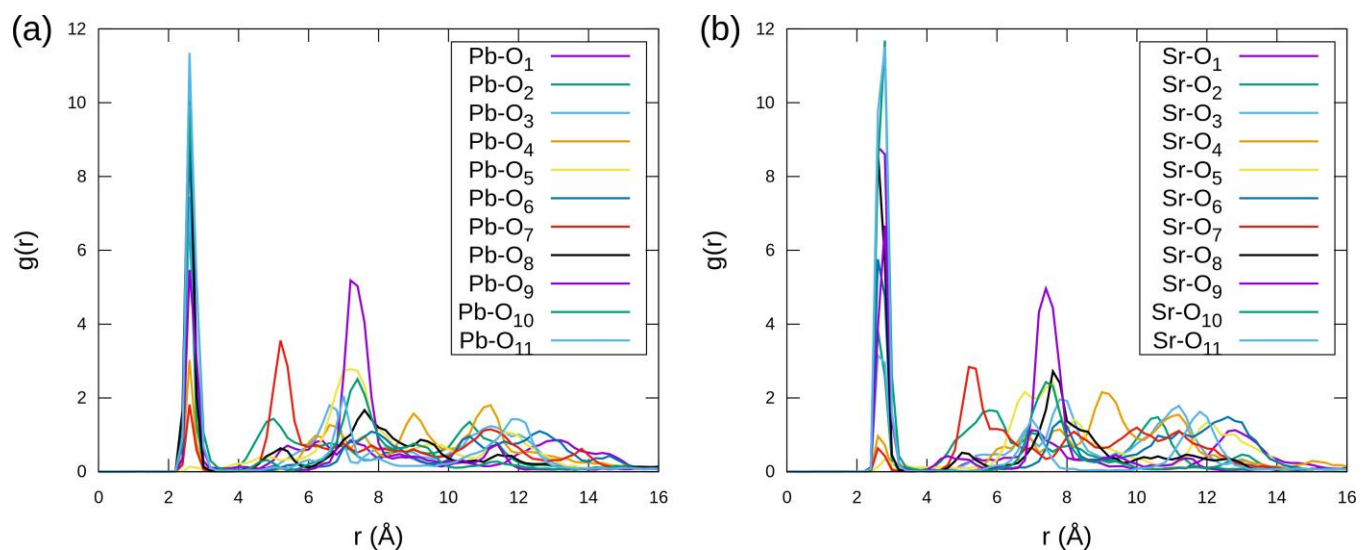 (a)
g(r)
12
10
8
6
4
2
0
0 2 4 6 8 10 12 14 16
r (Å)
Pb-O1
Pb-O2
Pb-O3
Pb-O4
Pb-O5
Pb-O6
Pb-O7
Pb-O8
Pb-O9
Pb-O10
Pb-O11
(b)
g(r)
12
10
8
6
4
2
0
0 2 4 6 8 10 12 14 16
r (Å)
Sr-O1
Sr-O2
Sr-O3
Sr-O4
Sr-O5
Sr-O6
Sr-O7
Sr-O8
Sr-O9
Sr-O10
Sr-O11